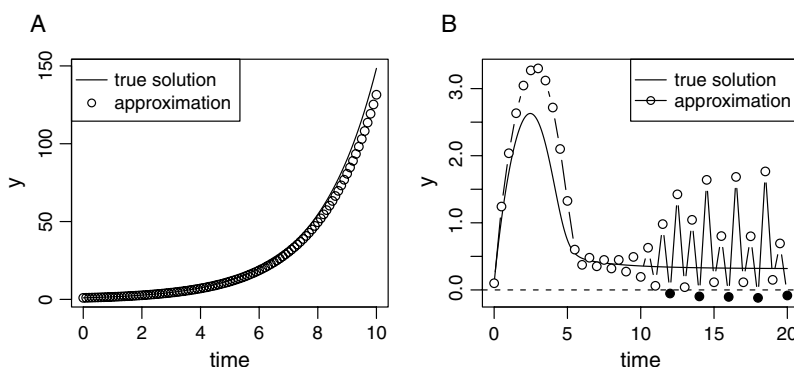 A
true solution
approximation
150
100
50
0
y
0 2 4 6 8 10
time
B
true solution
approximation
3.0
2.0
1.0
0.0
y
0 5 10 15 20
time